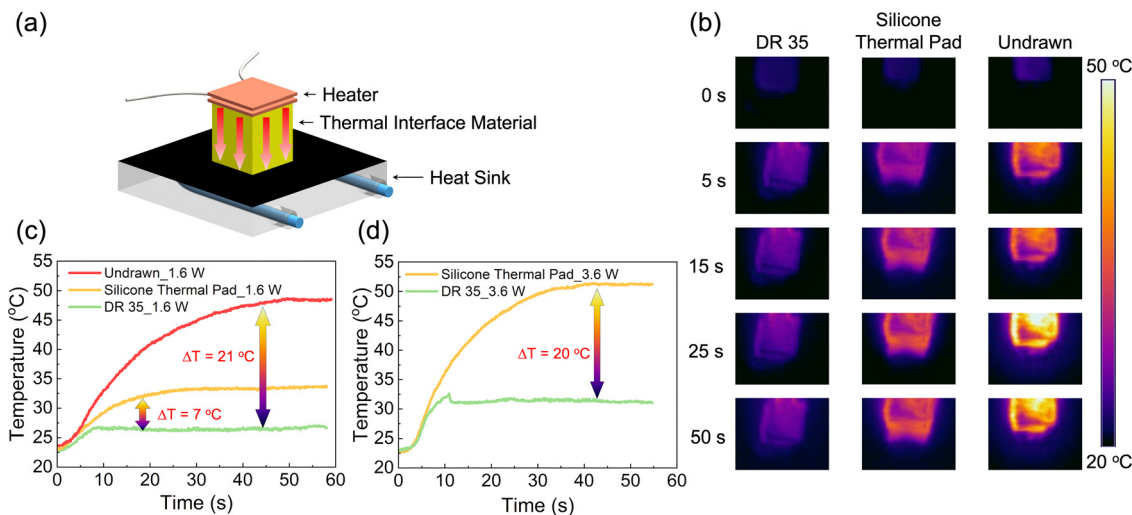 (a)
Heater
Thermal Interface Material
Heat Sink
(b)
DR 35
Silicone
Thermal Pad
Undrawn
0 s
5 s
15 s
25 s
50 s
50 °C
20 °C
(c)
55
50
45
40
35
30
25
20
Temperature (°C)
Undrawn_1.6 W
Silicone Thermal Pad_1.6 W
DR 35_1.6 W
ΔT = 21 °C
ΔT = 7 °C
0 10 20 30 40 50 60
Time (s)
(d)
55
50
45
40
35
30
25
20
Temperature (°C)
Silicone Thermal Pad_3.6 W
DR 35_3.6 W
ΔT = 20 °C
0 10 20 30 40 50 60
Time (s)